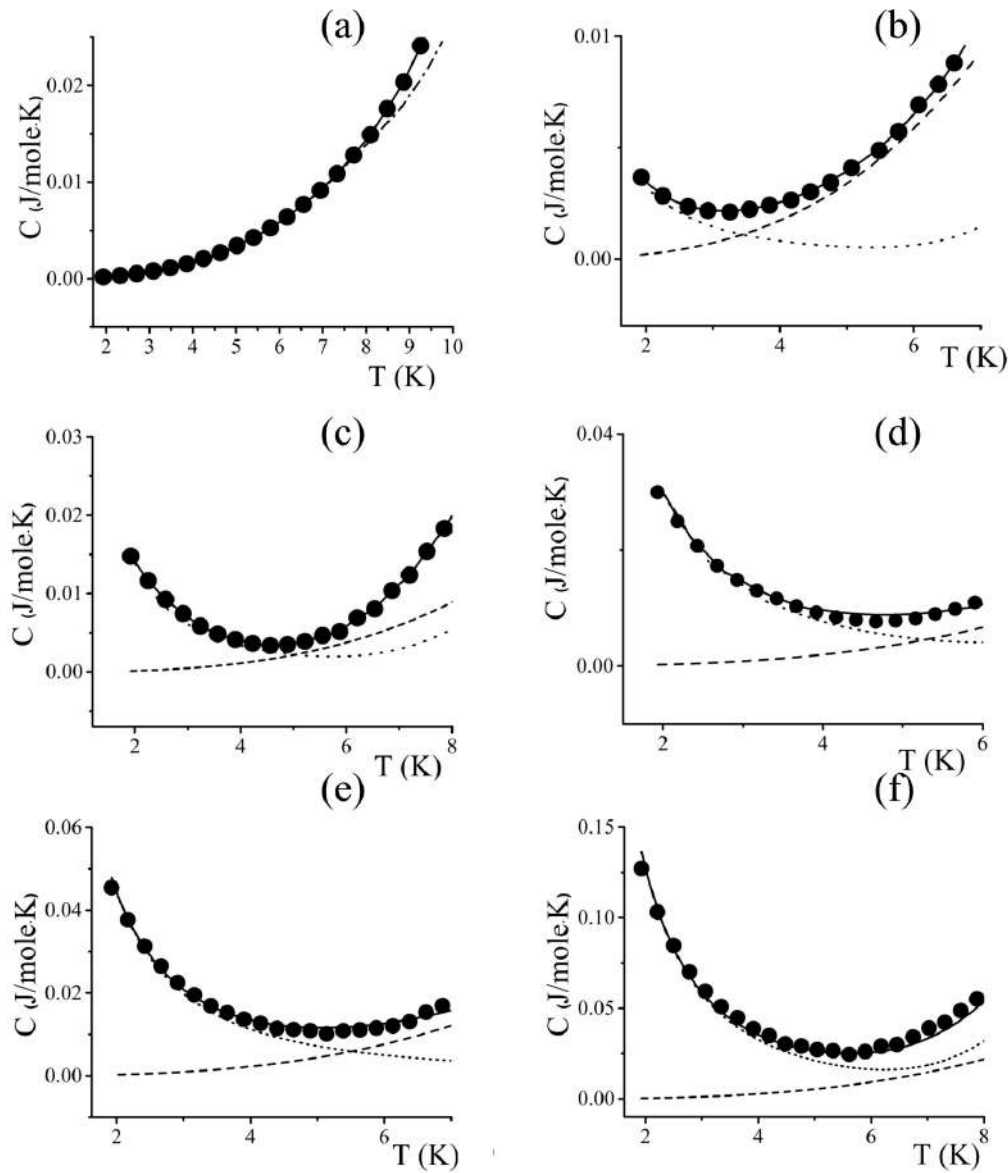 (a)
C (J/mole·K)
0.02
0.01
0.00
2 3 4 5 6 7 8 9 10
T (K)
(b)
C (J/mole·K)
0.01
0.00
2 4 6
T (K)
(c)
C (J/mole·K)
0.03
0.02
0.01
0.00
2 4 6 8
T (K)
(d)
C (J/mole·K)
0.04
0.00
2 4 6
T (K)
(e)
C (J/mole·K)
0.06
0.04
0.02
0.00
2 4 6
T (K)
(f)
C (J/mole·K)
0.15
0.10
0.05
0.00
2 4 6 8
T (K)